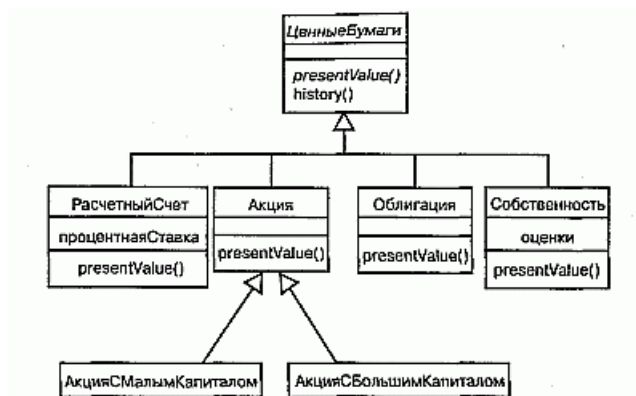 ЦенныеБумаги
presentValue()
history()
РасчетныйСчет
процентнаяСтавка
presentValue()
Акция
presentValue()
Облигация
presentValue()
Собственность
оценки
presentValue()
АкцияСМалымКапиталом
АкцияСБольшимКапиталом